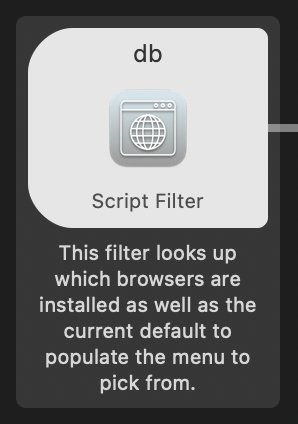 db
Script Filter
This filter looks up
which browsers are
installed as well as the
current default to
populate the menu to
pick from.